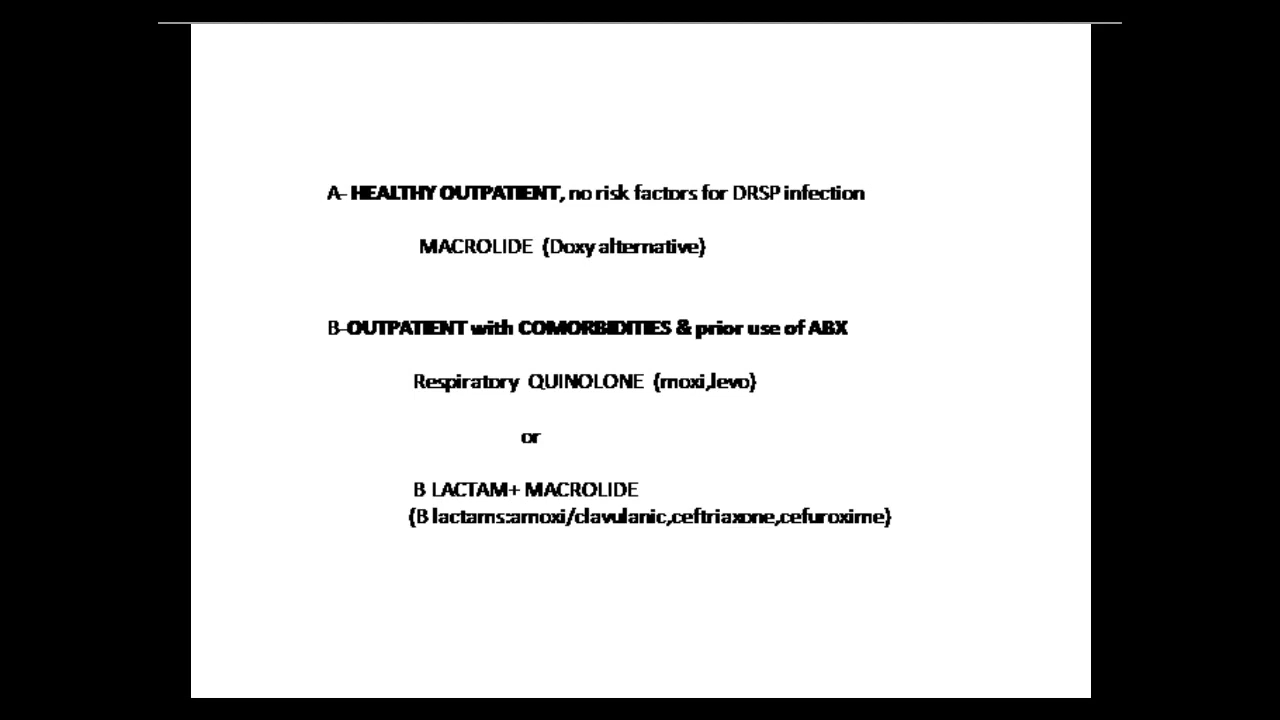 A- HEALTHY OUTPATIENT, no risk factors for DRSP infection
MACROLIDE (Doxy alternative)
B-OUTPATIENT with COMORBIDITIES & prior use of ABX
Respiratory QUINOLONE (moxi,levo)
or
B LACTAM+ MACROLIDE
(B lactams:amoxi/clavulanic,ceftriaxone,cefuroxime)